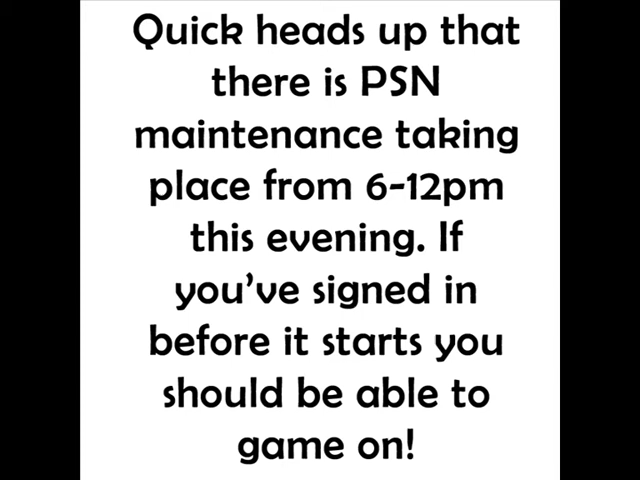 Quick heads up that
there is PSN
maintenance taking
place from 6-12pm
this evening. If
you've signed in
before it starts you
should be able to
game on!